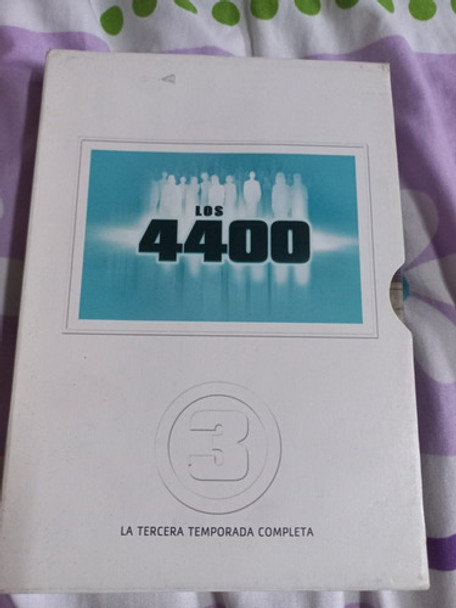 LOS
4400
3
LA TERCERA TEMPORADA COMPLETA